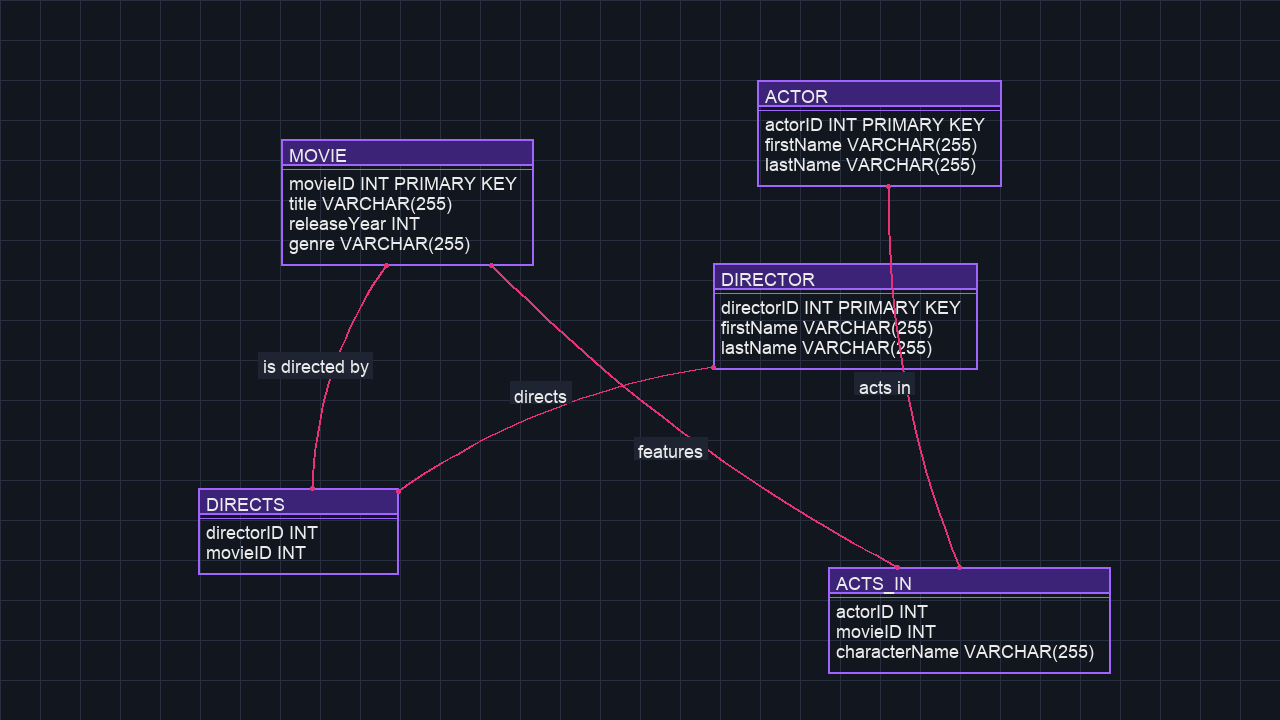 ACTOR
actorID INT PRIMARY KEY
firstName VARCHAR(255)
lastName VARCHAR(255)
MOVIE
movieID INT PRIMARY KEY
title VARCHAR(255)
releaseYear INT
genre VARCHAR(255)
DIRECTOR
directorID INT PRIMARY KEY
firstName VARCHAR(255)
lastName VARCHAR(255)
is directed by
directs
acts in
features
DIRECTS
directorID INT
movieID INT
ACTS_IN
actorID INT
movieID INT
characterName VARCHAR(255)